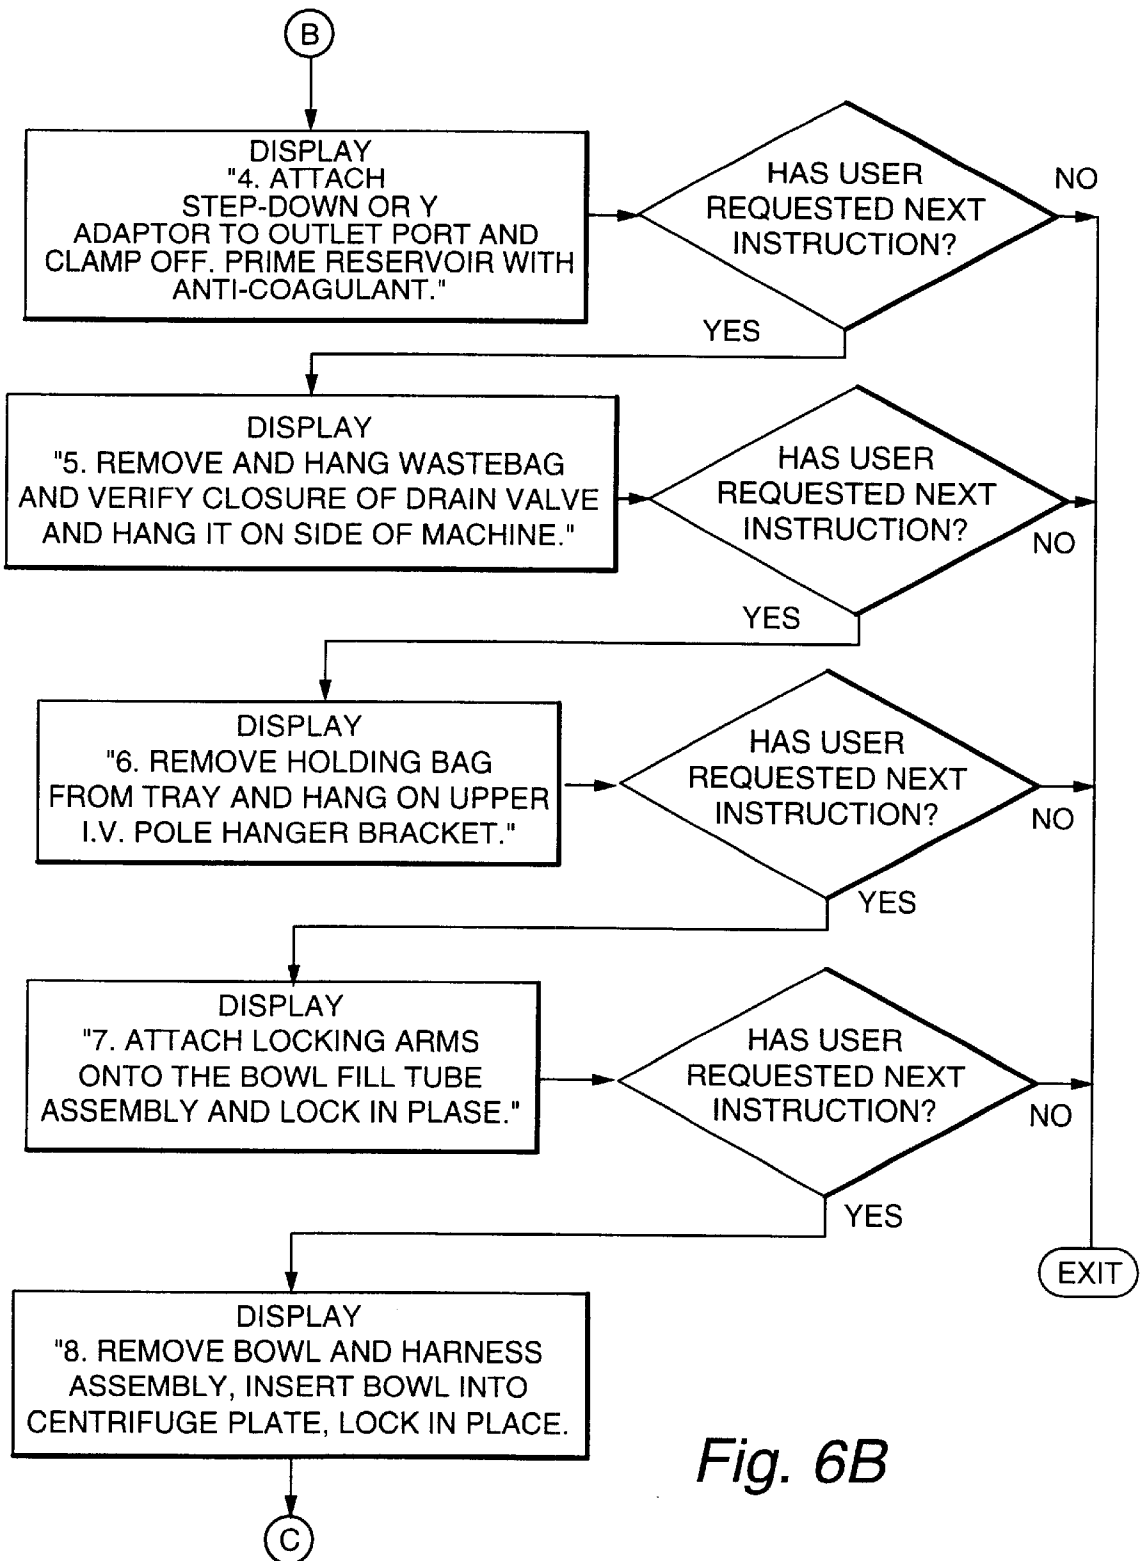 B
DISPLAY
"4. ATTACH
STEP-DOWN OR Y
ADAPTOR TO OUTLET PORT AND
CLAMP OFF. PRIME RESERVOIR WITH
ANTI-COAGULANT."
HAS USER
REQUESTED NEXT
INSTRUCTION?
NO
YES
DISPLAY
"5. REMOVE AND HANG WASTEBAG
AND VERIFY CLOSURE OF DRAIN VALVE
AND HANG IT ON SIDE OF MACHINE."
HAS USER
REQUESTED NEXT
INSTRUCTION?
NO
YES
DISPLAY
"6. REMOVE HOLDING BAG
FROM TRAY AND HANG ON UPPER
I.V. POLE HANGER BRACKET."
HAS USER
REQUESTED NEXT
INSTRUCTION?
NO
YES
DISPLAY
"7. ATTACH LOCKING ARMS
ONTO THE BOWL FILL TUBE
ASSEMBLY AND LOCK IN PLASE."
HAS USER
REQUESTED NEXT
INSTRUCTION?
NO
YES
EXIT
DISPLAY
"8. REMOVE BOWL AND HARNESS
ASSEMBLY, INSERT BOWL INTO
CENTRIFUGE PLATE, LOCK IN PLACE.
C
Fig. 6B